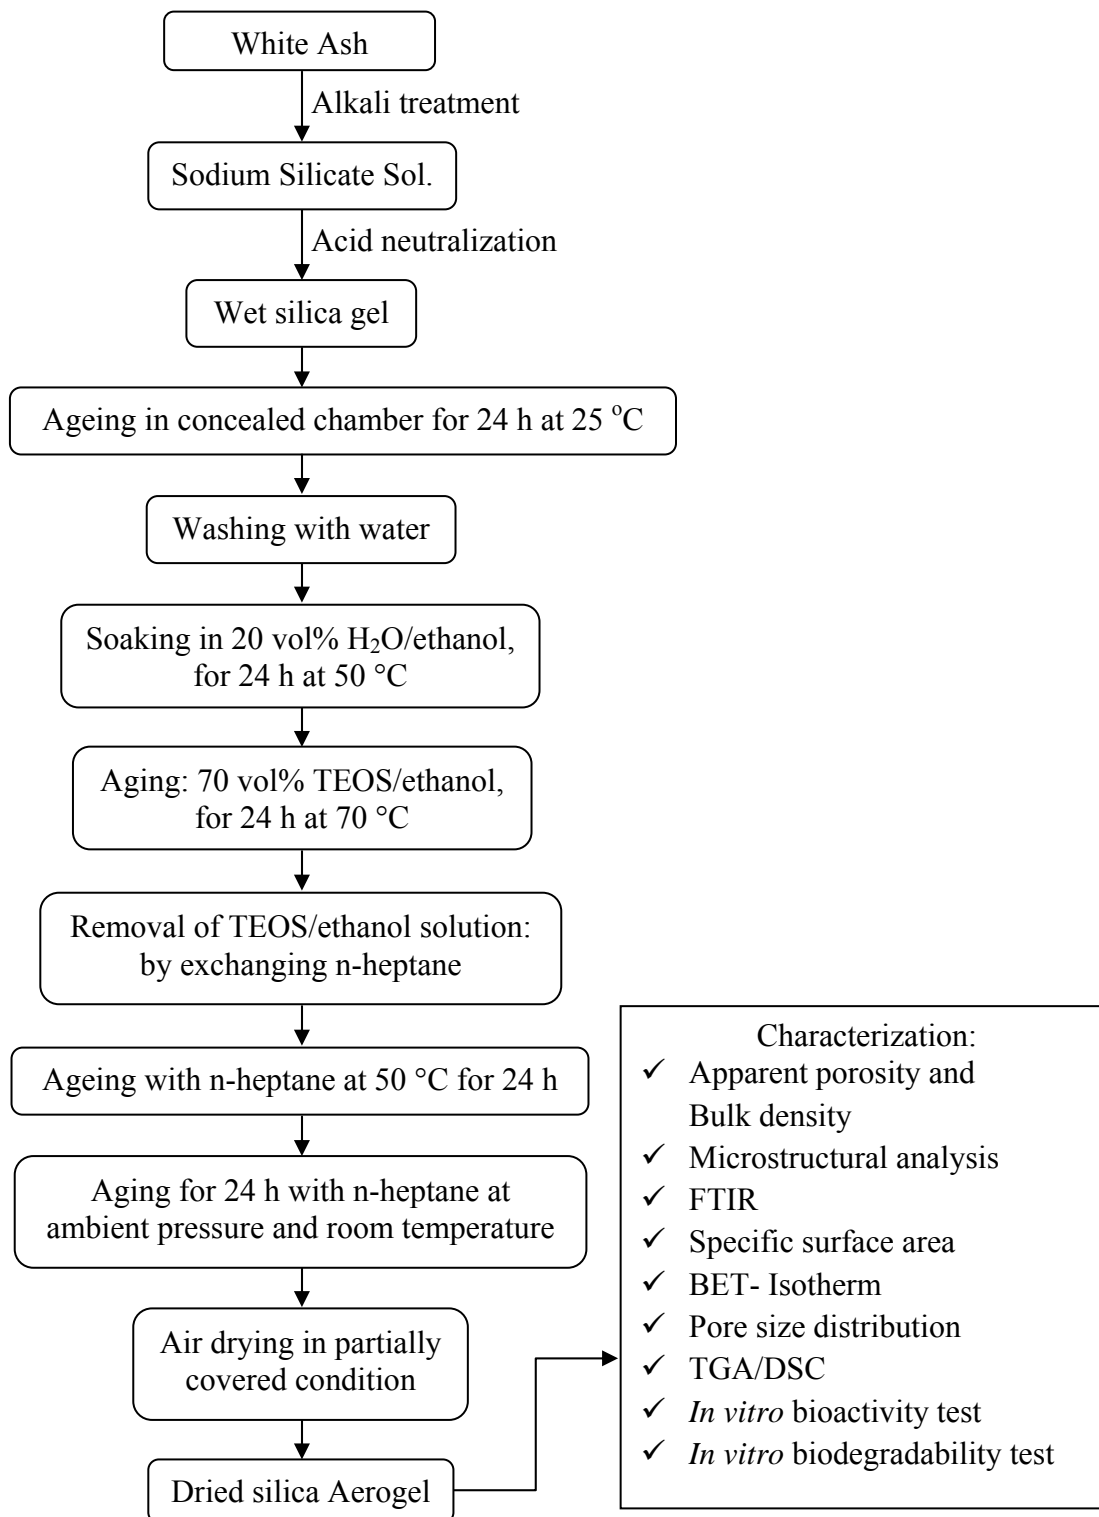 White Ash
Alkali treatment
Sodium Silicate Sol.
Acid neutralization
Wet silica gel
Ageing in concealed chamber for 24 h at 25 °C
Washing with water
Soaking in 20 vol% H₂O/ethanol,
for 24 h at 50 °C
Aging: 70 vol% TEOS/ethanol,
for 24 h at 70 °C
Removal of TEOS/ethanol solution:
by exchanging n-heptane
Ageing with n-heptane at 50 °C for 24 h
Aging for 24 h with n-heptane at
ambient pressure and room temperature
Air drying in partially
covered condition
Dried silica Aerogel
Characterization:
✓ Apparent porosity and
Bulk density
✓ Microstructural analysis
✓ FTIR
✓ Specific surface area
✓ BET- Isotherm
✓ Pore size distribution
✓ TGA/DSC
✓ In vitro bioactivity test
✓ In vitro biodegradability test